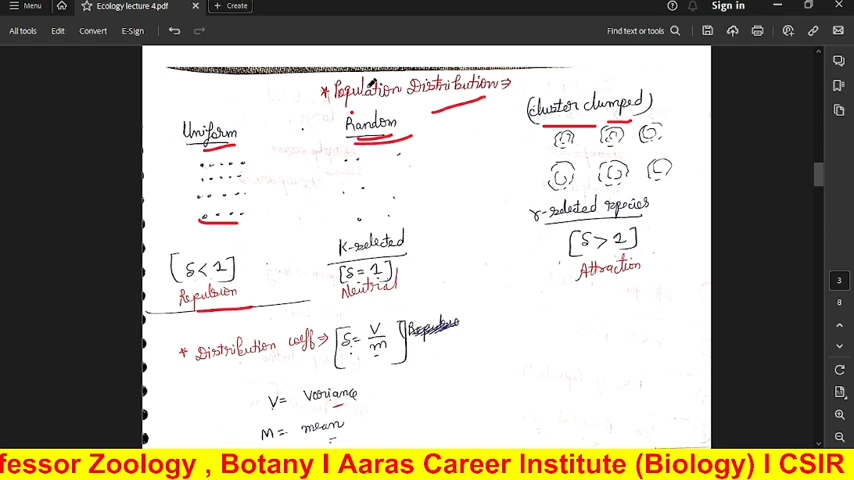 Menu
Ecology lecture 4.pdf
Create
Sign in
All tools Edit Convert E-Sign
Find text or tools
* Population Distribution ⇒
Uniform
Random
(cluster clumped)
K-selected
r-selected species
[S<1]
[S=1]
[S>1]
Repulsion
Neutral
Attraction
* Distribution coeff ⇒ [S = V/m]
V = Variance
M = mean
3
8
fessor Zoology , Botany I Aaras Career Institute (Biology) I CSIR